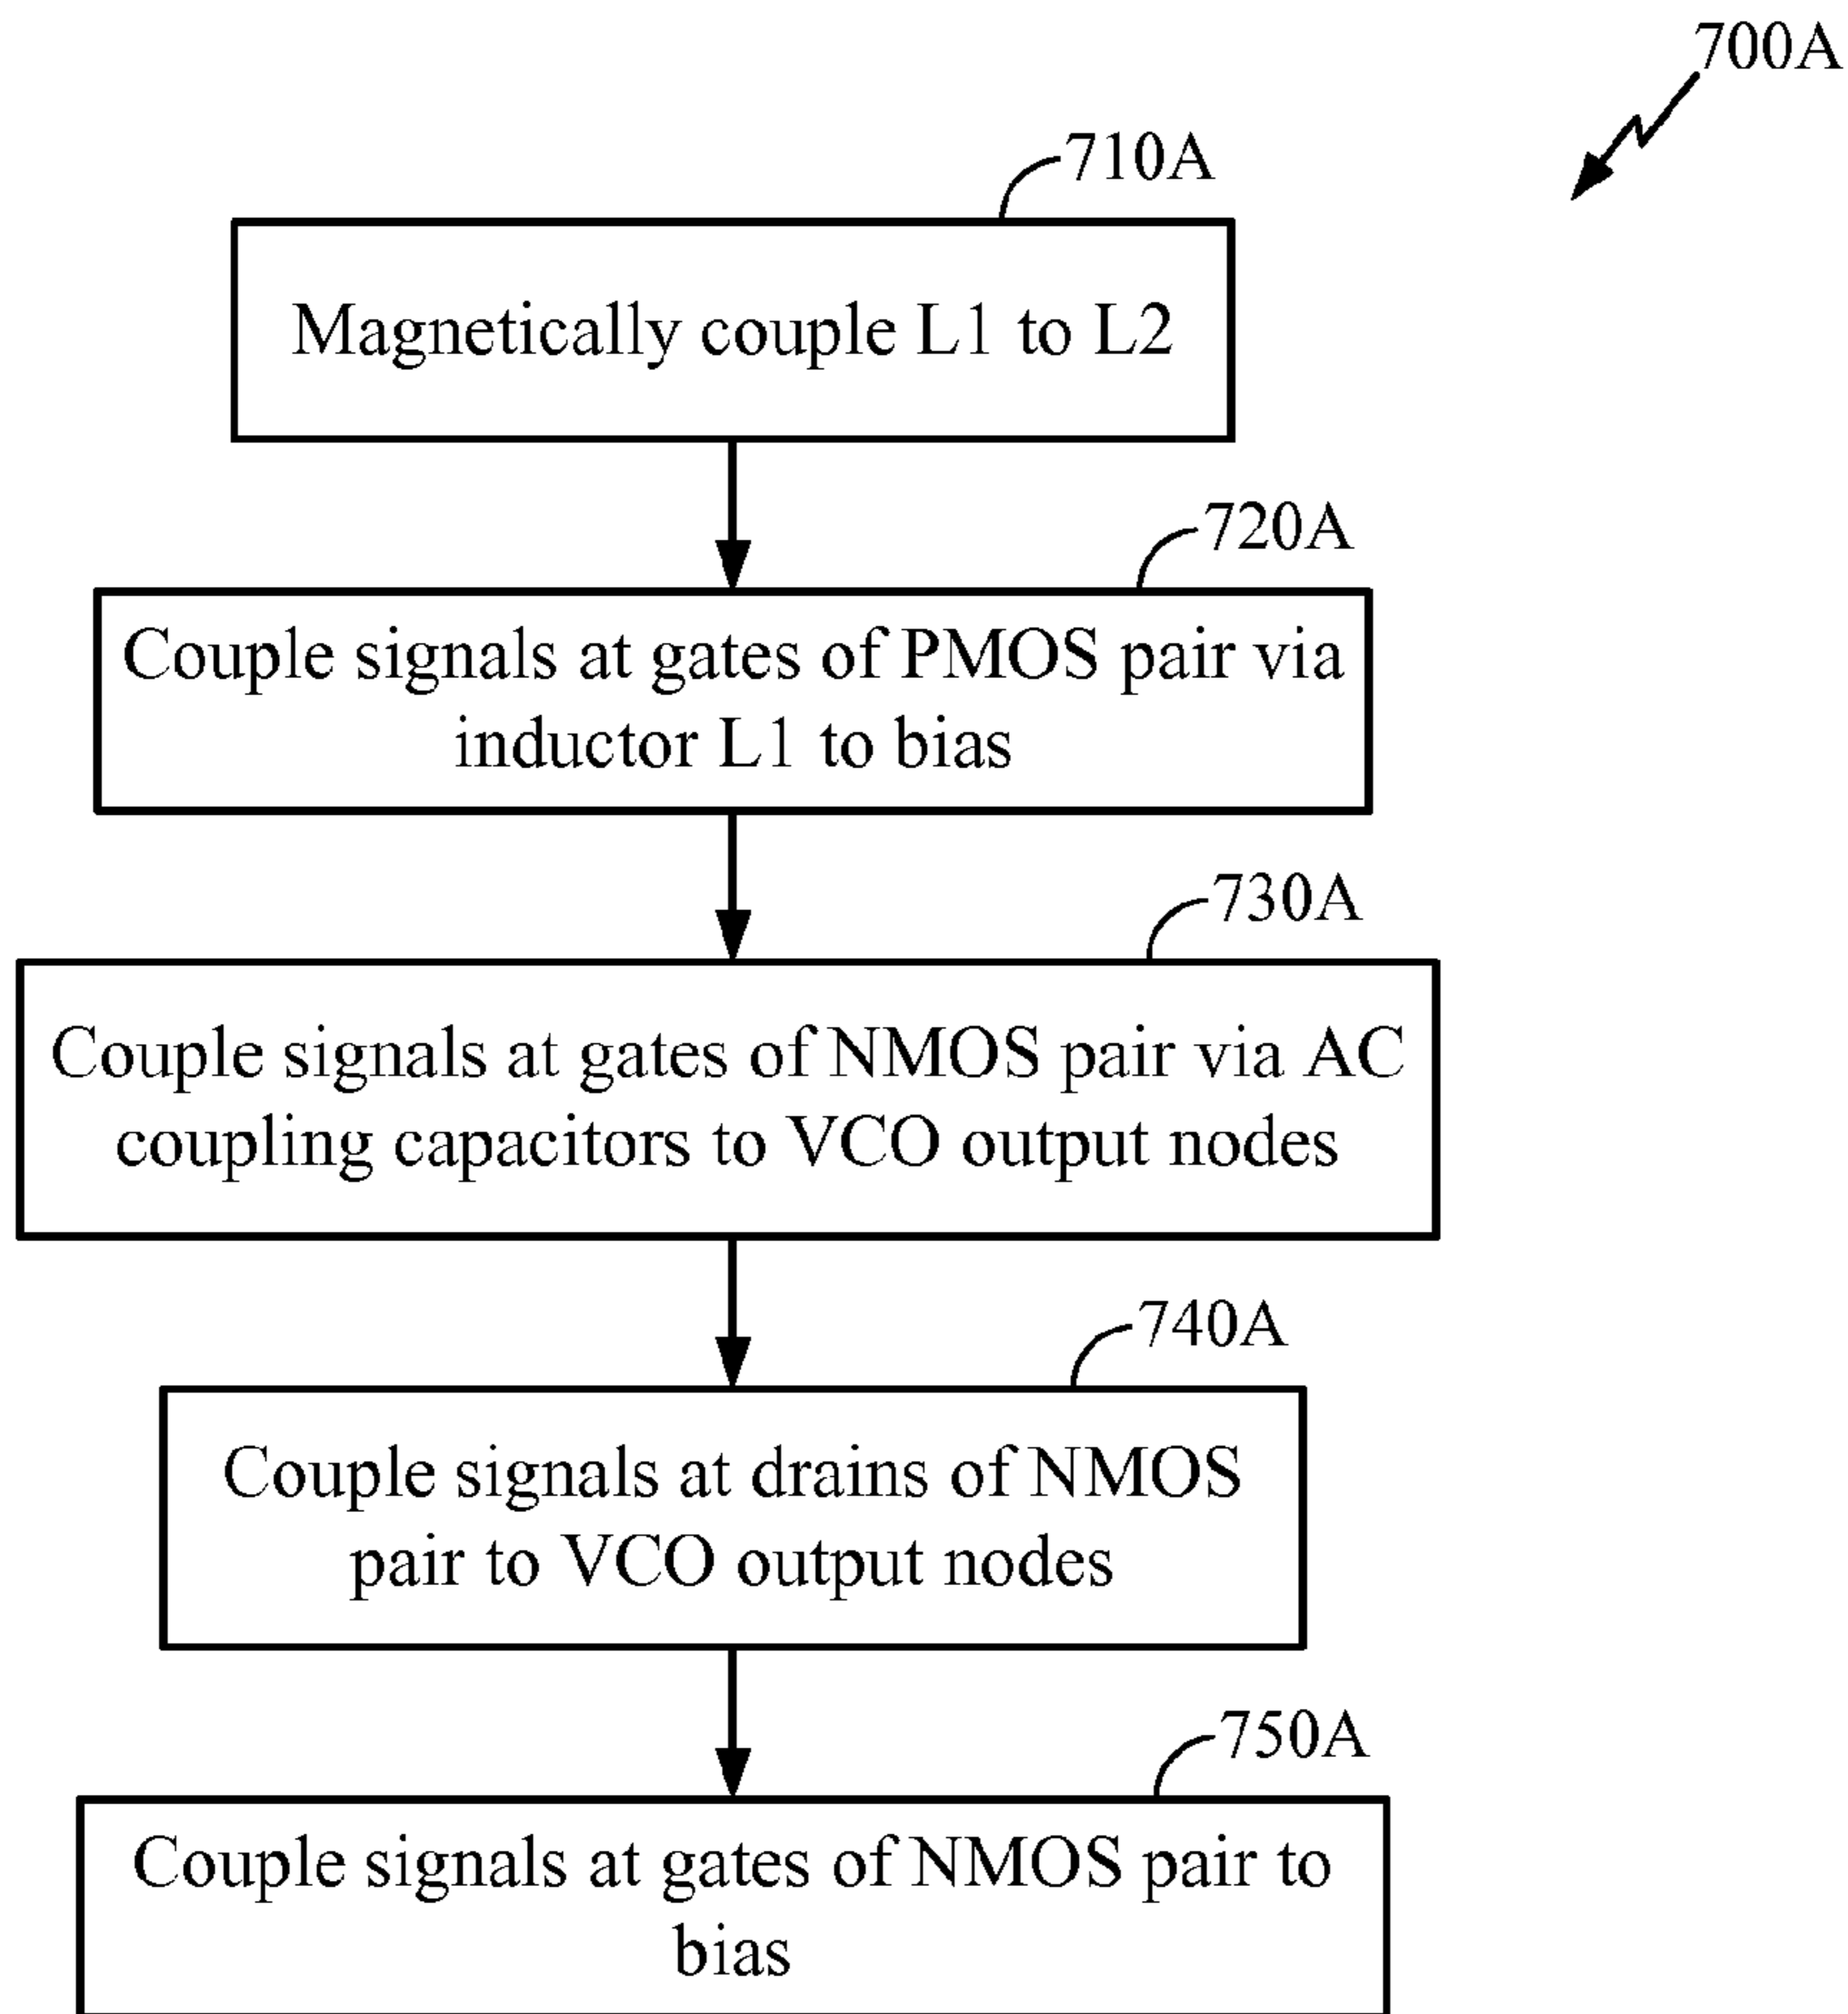 700A
710A
Magnetically couple L1 to L2
720A
Couple signals at gates of PMOS pair via
inductor L1 to bias
730A
Couple signals at gates of NMOS pair via AC
coupling capacitors to VCO output nodes
740A
Couple signals at drains of NMOS
pair to VCO output nodes
750A
Couple signals at gates of NMOS pair to
bias